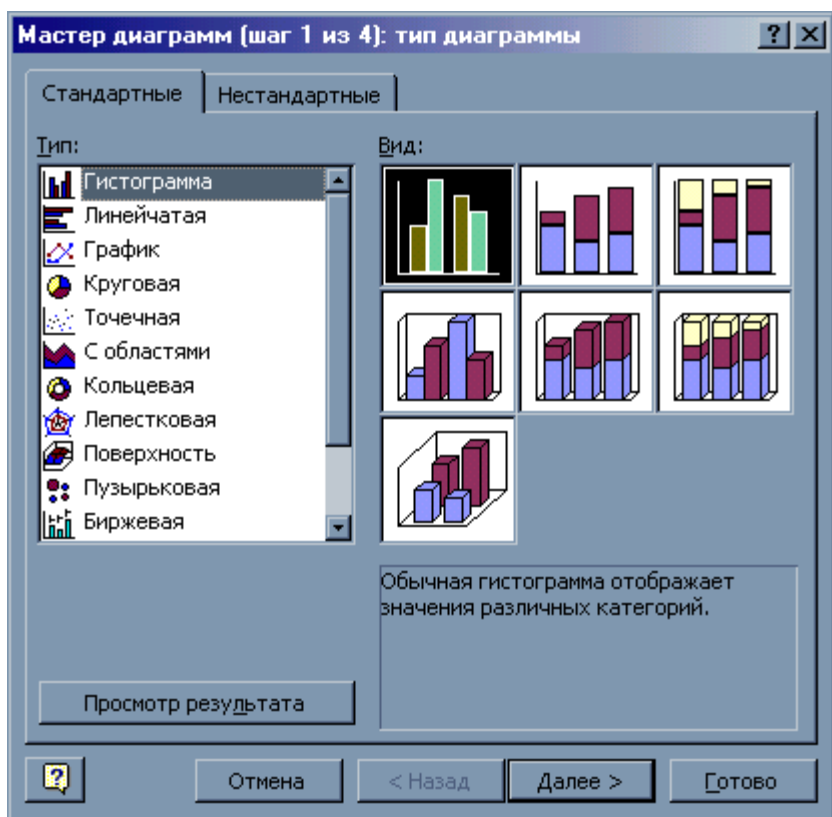 Мастер диаграмм (шаг 1 из 4): тип диаграммы
Стандартные
Нестандартные
Тип:
Гистограмма
Линейчатая
График
Круговая
Точечная
С областями
Кольцевая
Лепестковая
Поверхность
Пузырьковая
Биржевая
Вид:
Обычная гистограмма отображает
значения различных категорий.
Просмотр результата
Отмена
< Назад
Далее >
Готово